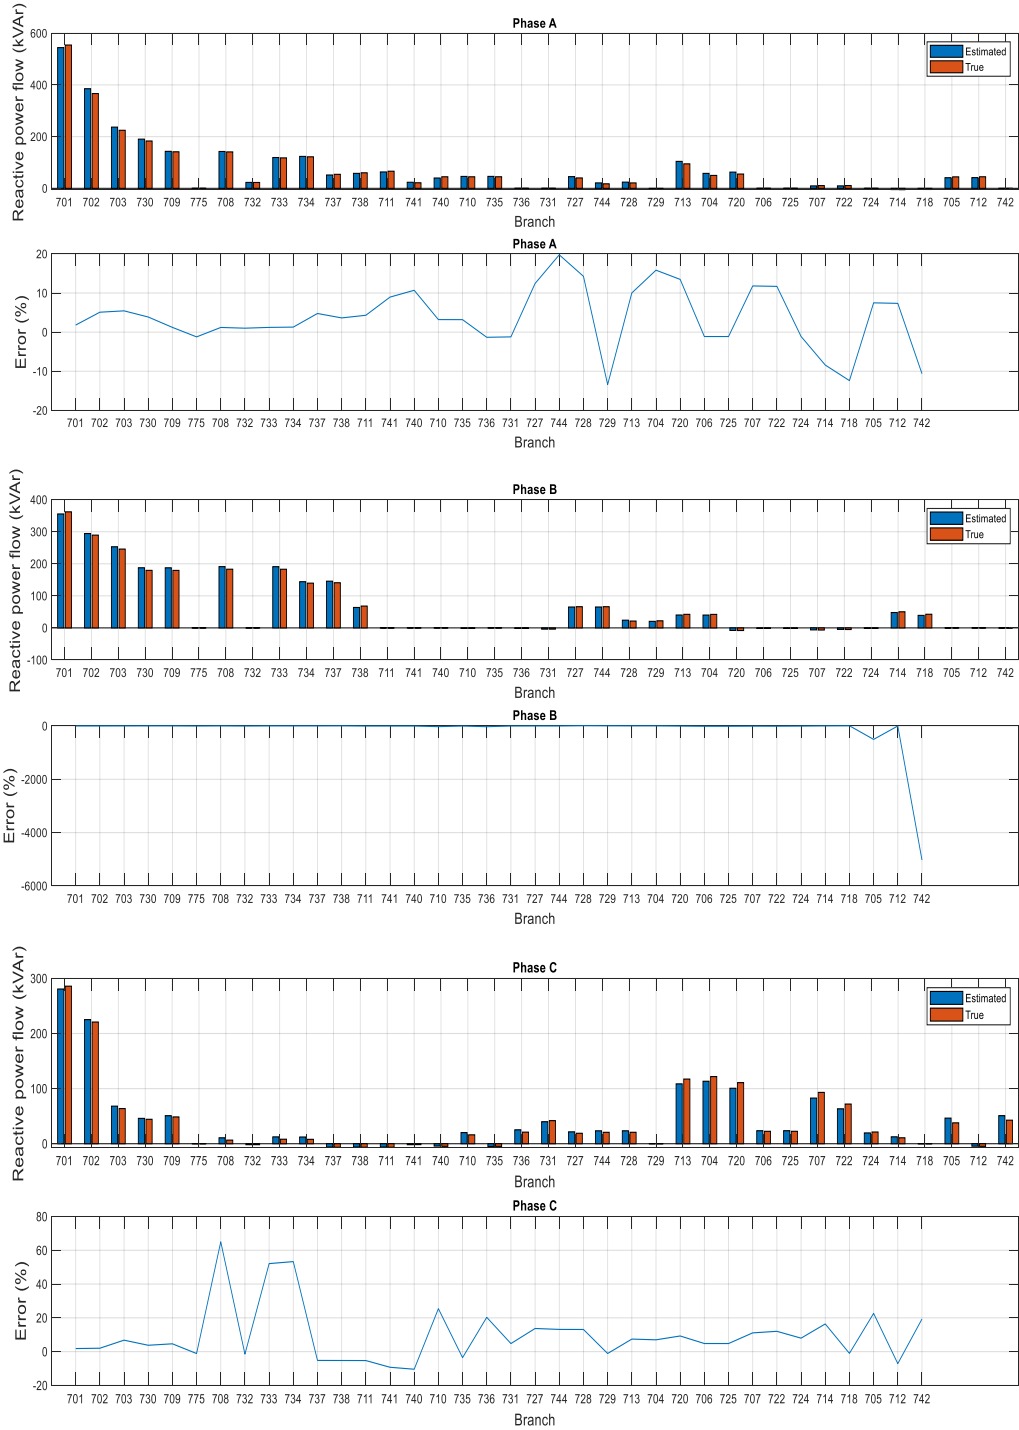 Phase A
Reactive power flow (kVAr)
600
400
200
0
Estimated
True
701 702 703 730 709 775 708 732 733 734 737 738 711 741 740 710 735 736 731 727 744 728 729 713 704 720 706 725 707 722 724 714 718 705 712 742
Branch
Phase A
Error (%)
20
10
0
-10
-20
701 702 703 730 709 775 708 732 733 734 737 738 711 741 740 710 735 736 731 727 744 728 729 713 704 720 706 725 707 722 724 714 718 705 712 742
Branch
Phase B
Reactive power flow (kVAr)
400
300
200
100
0
-100
Estimated
True
701 702 703 730 709 775 708 732 733 734 737 738 711 741 740 710 735 736 731 727 744 728 729 713 704 720 706 725 707 722 724 714 718 705 712 742
Branch
Phase B
Error (%)
0
-2000
-4000
-6000
701 702 703 730 709 775 708 732 733 734 737 738 711 741 740 710 735 736 731 727 744 728 729 713 704 720 706 725 707 722 724 714 718 705 712 742
Branch
Phase C
Reactive power flow (kVAr)
300
200
100
0
Estimated
True
701 702 703 730 709 775 708 732 733 734 737 738 711 741 740 710 735 736 731 727 744 728 729 713 704 720 706 725 707 722 724 714 718 705 712 742
Branch
Phase C
Error (%)
80
60
40
20
0
-20
701 702 703 730 709 775 708 732 733 734 737 738 711 741 740 710 735 736 731 727 744 728 729 713 704 720 706 725 707 722 724 714 718 705 712 742
Branch